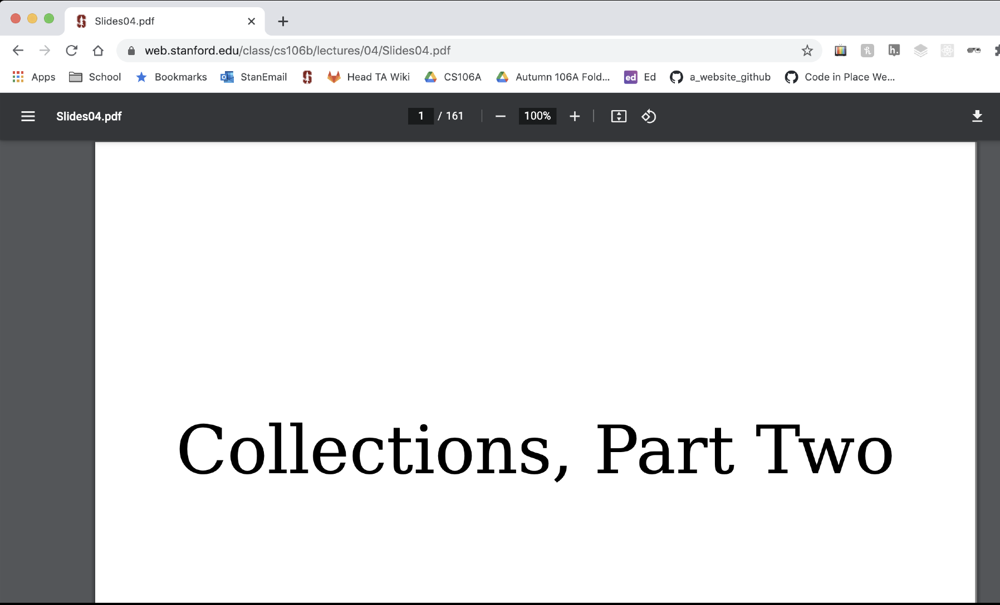 Slides04.pdf
web.stanford.edu/class/cs106b/lectures/04/Slides04.pdf
Apps School Bookmarks StanEmail Head TA Wiki CS106A Autumn 106A Fold... ed Ed a_website_github Code in Place We...
Slides04.pdf 1 / 161 100%
Collections, Part Two